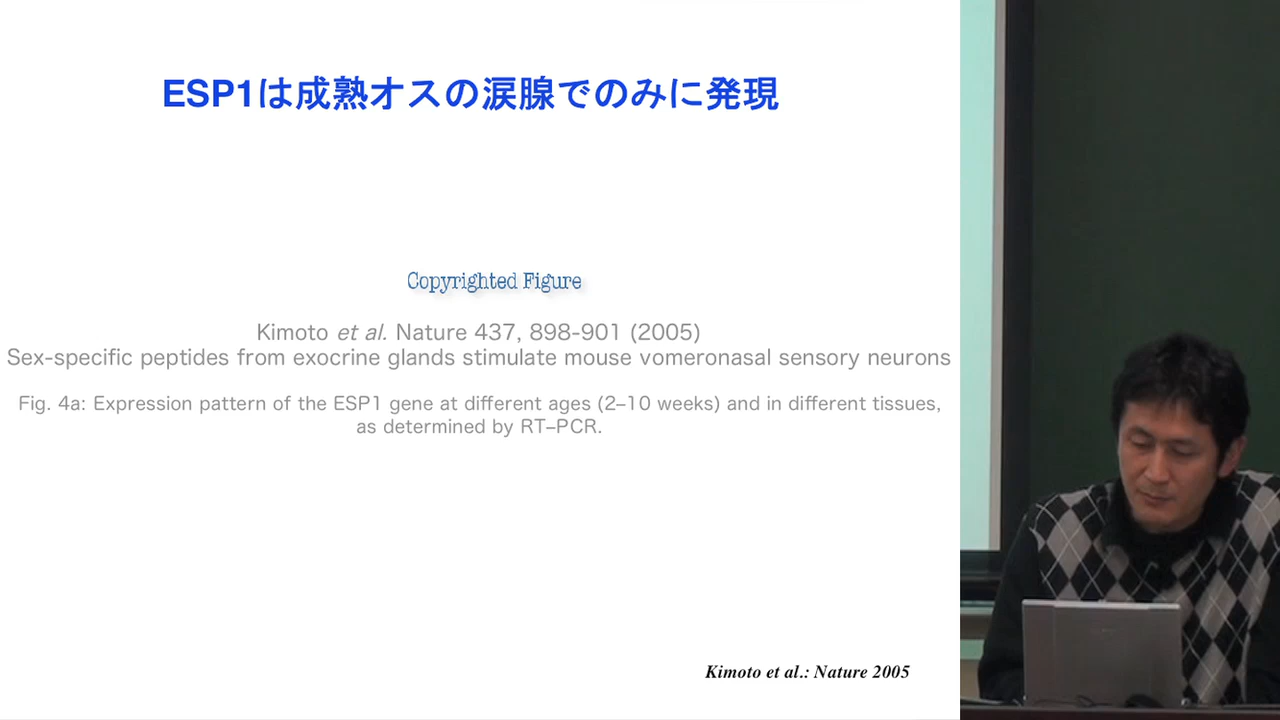 ESP1は成熟オスの涙腺でのみに発現
Copyrighted Figure
Kimoto et al. Nature 437, 898-901 (2005)
Sex-specific peptides from exocrine glands stimulate mouse vomeronasal sensory neurons
Fig. 4a: Expression pattern of the ESP1 gene at different ages (2–10 weeks) and in different tissues,
as determined by RT–PCR.
Kimoto et al.: Nature 2005